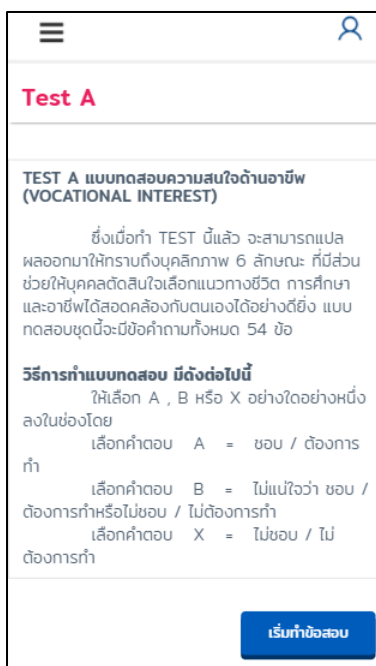 Test A
TEST A แบบทดสอบความสนใจด้านอาชีพ
(VOCATIONAL INTEREST)
ซึ่งเมื่อทำ TEST นี้แล้ว จะสามารถแปล
ผลออกมาให้ทราบถึงบุคลิกภาพ 6 ลักษณะ ที่มีส่วน
ช่วยให้บุคคลตัดสินใจเลือกแนวทางชีวิต การศึกษา
และอาชีพได้สอดคล้องกับตนเองได้อย่างดียิ่ง แบบ
ทดสอบชุดนี้จะมีข้อคำถามทั้งหมด 54 ข้อ
วิธีการทำแบบทดสอบ มีดังต่อไปนี้
ให้เลือก A , B หรือ X อย่างใดอย่างหนึ่ง
ลงในช่องโดย
เลือกคำตอบ A = ชอบ / ต้องการ
ทำ
เลือกคำตอบ B = ไม่แน่ใจว่า ชอบ /
ต้องการทำหรือไม่ชอบ / ไม่ต้องการทำ
เลือกคำตอบ X = ไม่ชอบ / ไม่
ต้องการทำ
เริ่มทำข้อสอบ